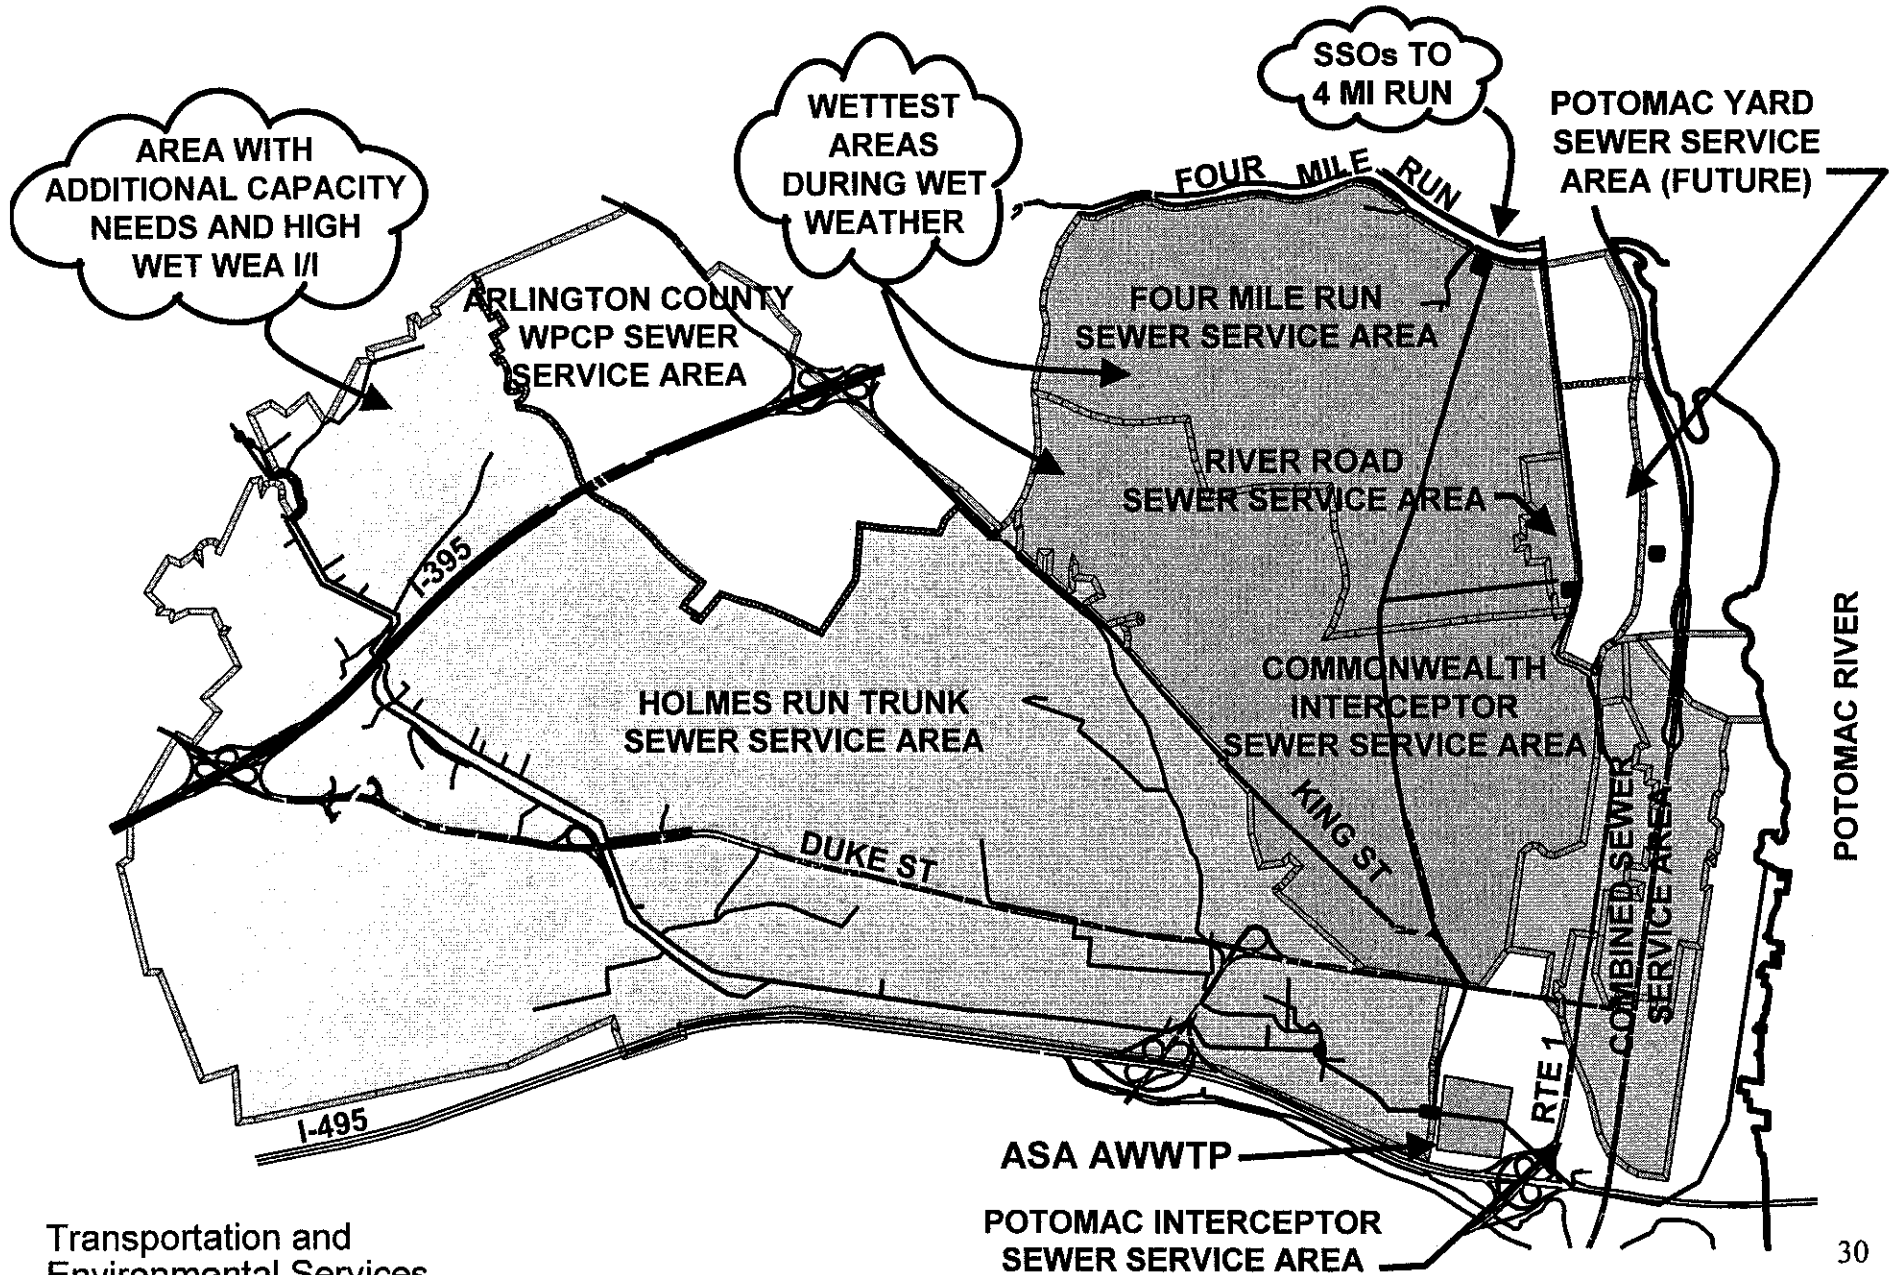 SSOs TO
4 MI RUN
WETTEST
AREAS
DURING WET
WEATHER
POTOMAC YARD
SEWER SERVICE
AREA (FUTURE)
AREA WITH
ADDITIONAL CAPACITY
NEEDS AND HIGH
WET WEA I/I
FOUR MILE RUN
ARLINGTON COUNTY
WPCP SEWER
SERVICE AREA
FOUR MILE RUN
SEWER SERVICE AREA
RIVER ROAD
SEWER SERVICE AREA
I-395
POTOMAC RIVER
HOLMES RUN TRUNK
SEWER SERVICE AREA
COMMONWEALTH
INTERCEPTOR
SEWER SERVICE AREA
KING ST
DUKE ST
COMBINED SEWER
SERVICE AREA
RTE 1
I-495
ASA AWWTP
POTOMAC INTERCEPTOR
SEWER SERVICE AREA
Transportation and
Environmental Services
30